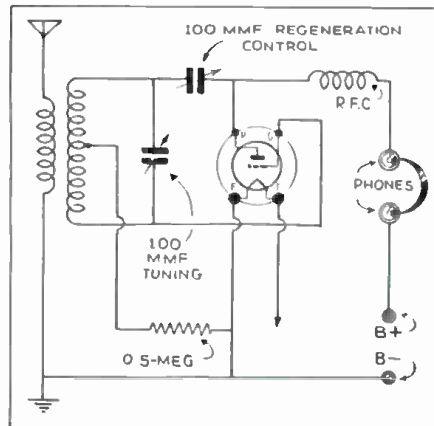 100 MMF REGENERATION
CONTROL
R.F.C
P G
F F
PHONES
100
MMF
TUNING
0.5-MEG
B+
B-